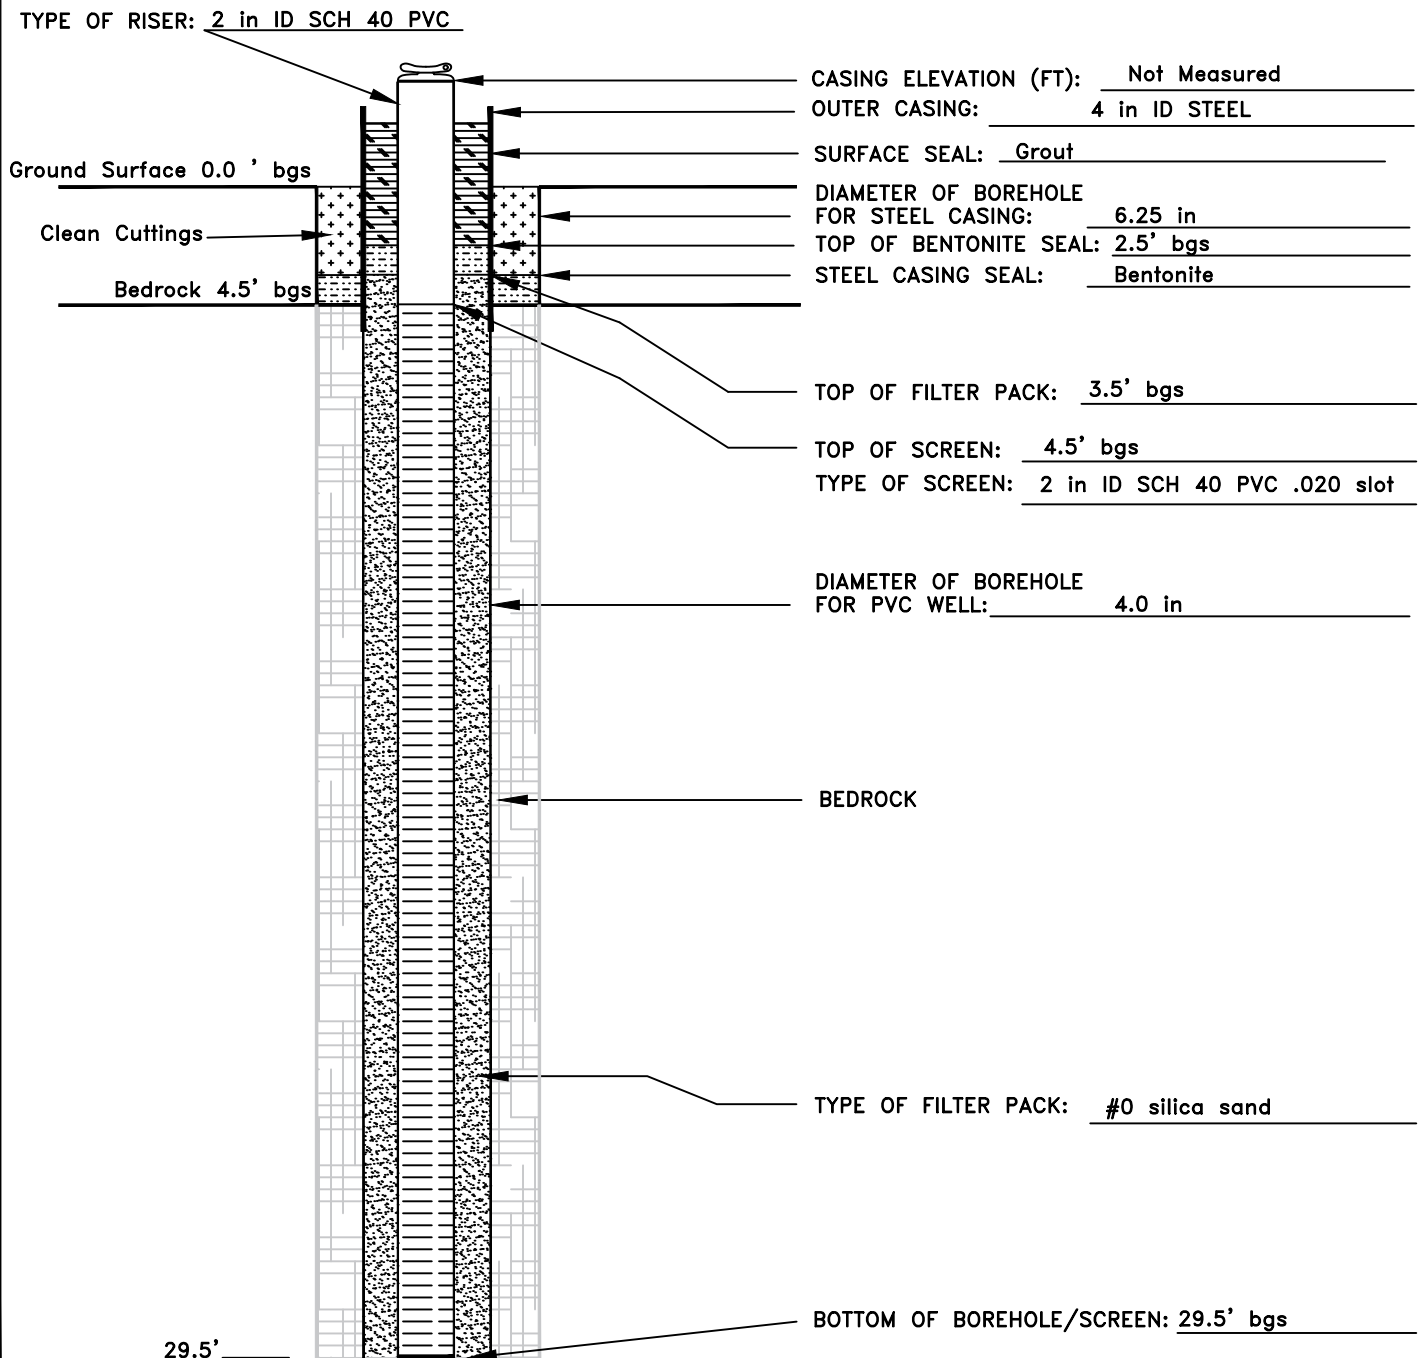 TYPE OF RISER: 2 in ID SCH 40 PVC
CASING ELEVATION (FT): Not Measured
OUTER CASING: 4 in ID STEEL
SURFACE SEAL: Grout
Ground Surface 0.0 ' bgs
DIAMETER OF BOREHOLE
FOR STEEL CASING: 6.25 in
Clean Cuttings
TOP OF BENTONITE SEAL: 2.5' bgs
STEEL CASING SEAL: Bentonite
Bedrock 4.5' bgs
TOP OF FILTER PACK: 3.5' bgs
TOP OF SCREEN: 4.5' bgs
TYPE OF SCREEN: 2 in ID SCH 40 PVC .020 slot
DIAMETER OF BOREHOLE
FOR PVC WELL: 4.0 in
BEDROCK
TYPE OF FILTER PACK: #0 silica sand
BOTTOM OF BOREHOLE/SCREEN: 29.5' bgs
29.5'